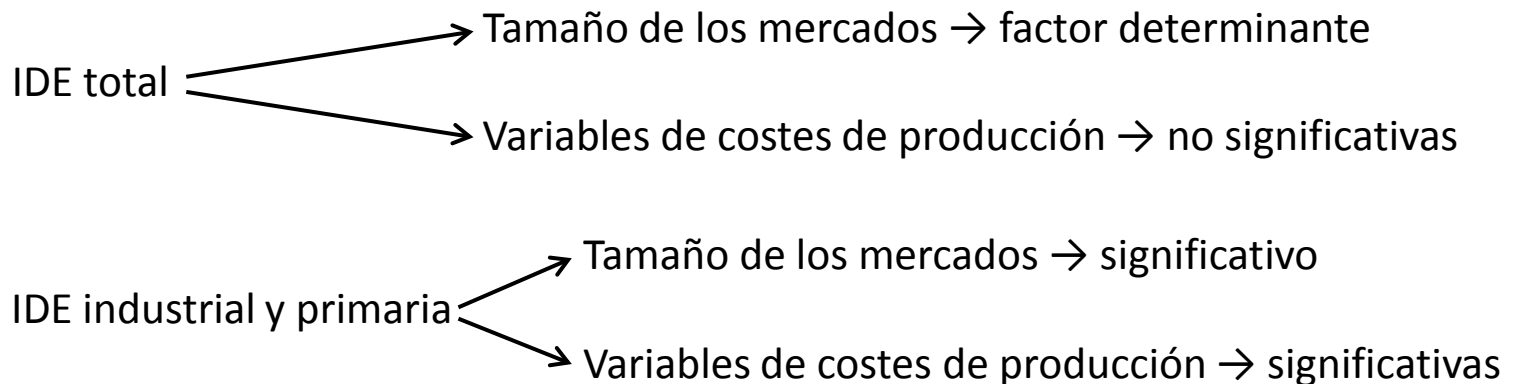 Tamaño de los mercados → factor determinante
IDE total
Variables de costes de producción → no significativas
Tamaño de los mercados → significativo
IDE industrial y primaria
Variables de costes de producción → significativas